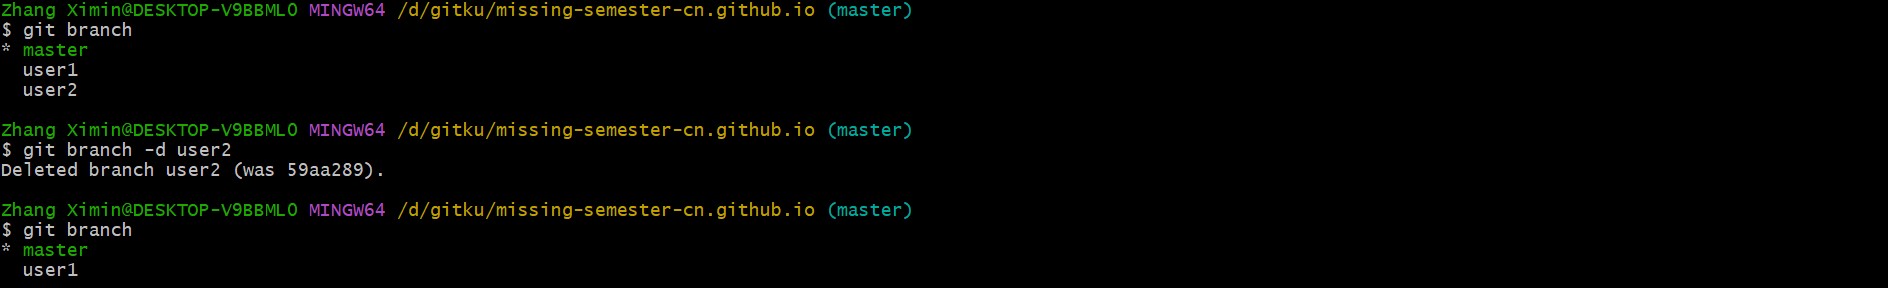 Zhang Ximin@DESKTOP-V9BBML0 MINGW64 /d/gitku/missing-semester-cn.github.io (master)
$ git branch
* master
  user1
  user2

Zhang Ximin@DESKTOP-V9BBML0 MINGW64 /d/gitku/missing-semester-cn.github.io (master)
$ git branch -d user2
Deleted branch user2 (was 59aa289).

Zhang Ximin@DESKTOP-V9BBML0 MINGW64 /d/gitku/missing-semester-cn.github.io (master)
$ git branch
* master
  user1